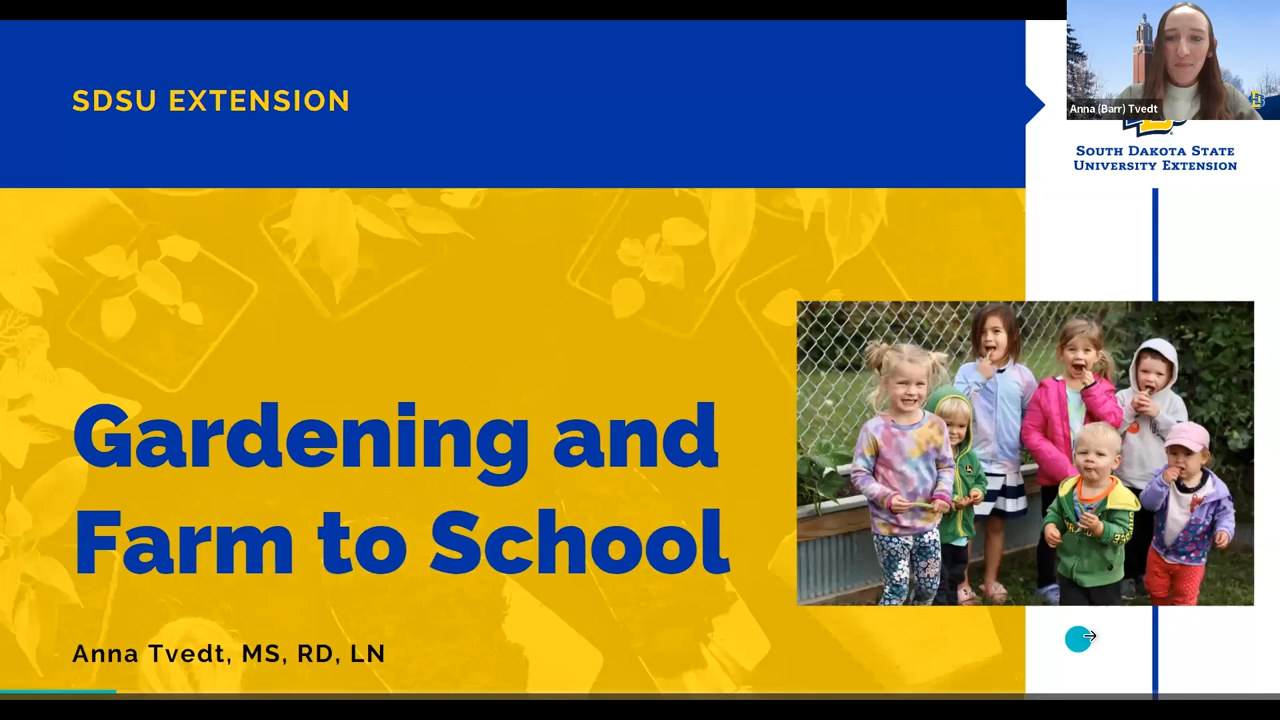 SDSU EXTENSION
Anna (Barr) Tvedt
SOUTH DAKOTA STATE
UNIVERSITY EXTENSION
Gardening and
Farm to School
Anna Tvedt, MS, RD, LN